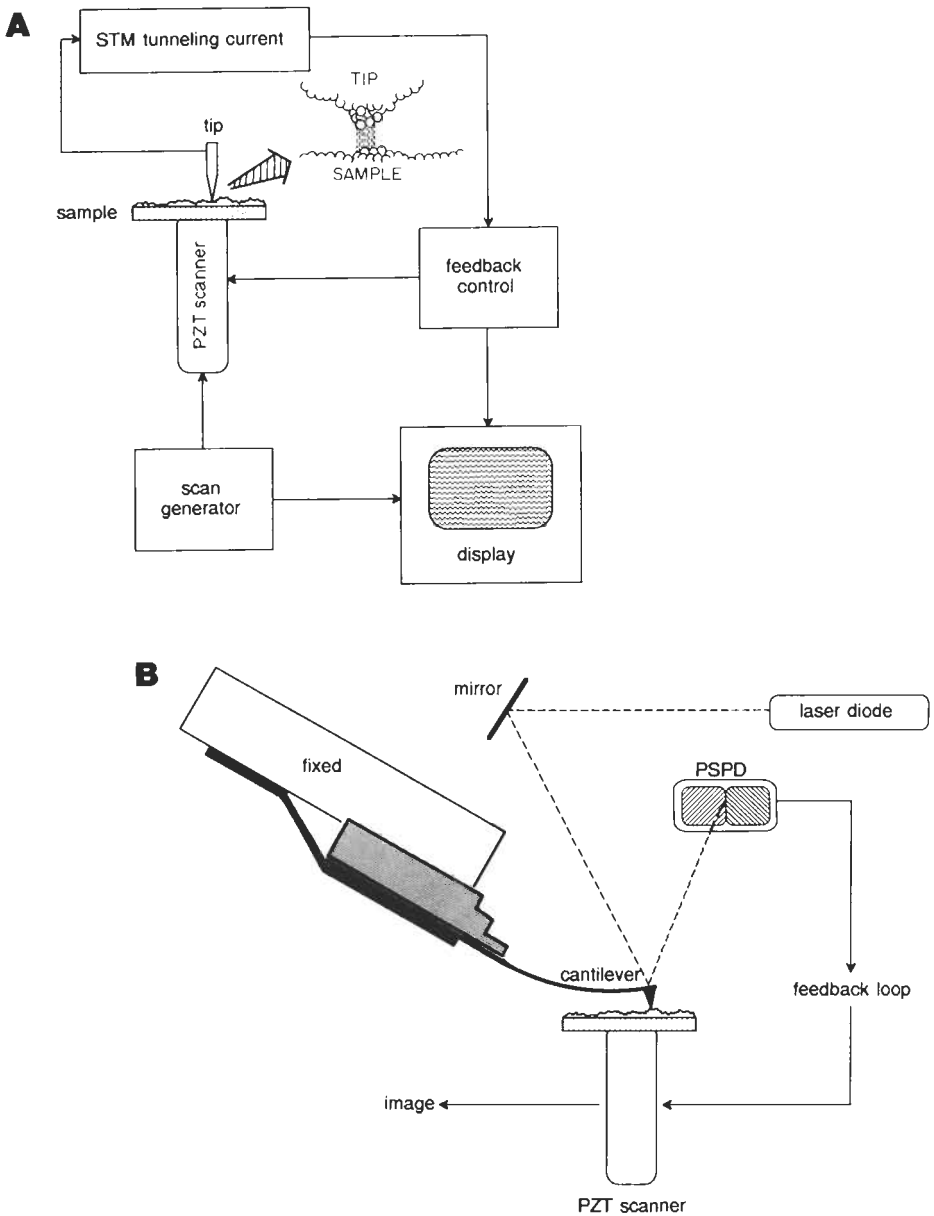 A
STM tunneling current
TIP
tip
SAMPLE
sample
PZT scanner
feedback
control
scan
generator
display
B
mirror
laser diode
fixed
PSPD
cantilever
feedback loop
image
PZT scanner